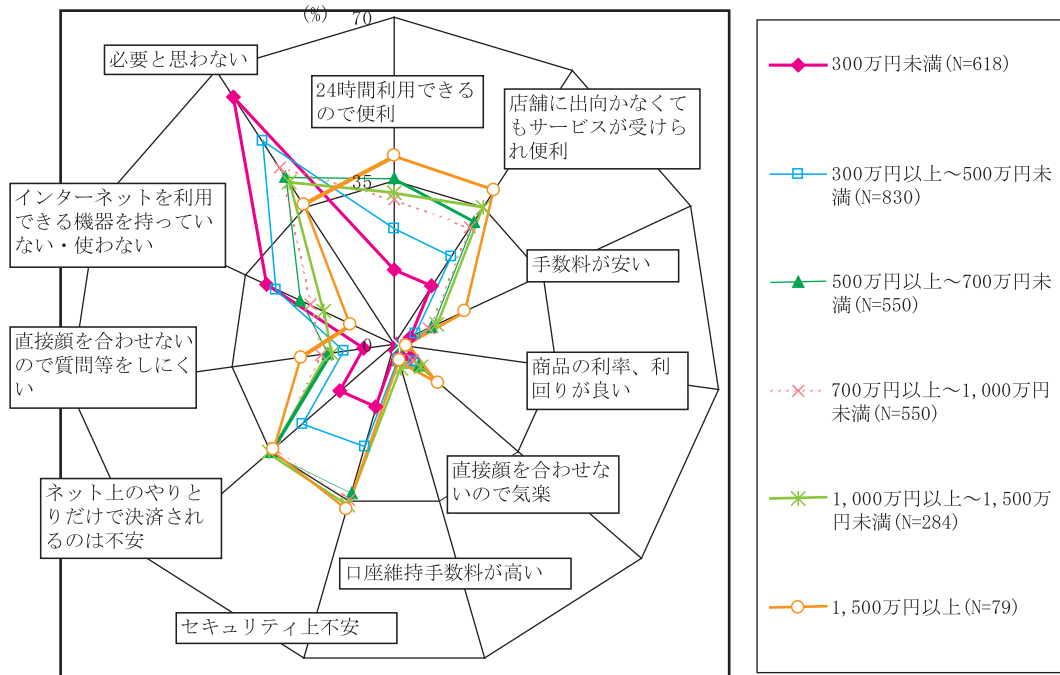 (%)
70
35
0
24時間利用できる
ので便利
店舗に出向かなくて
もサービスが受けら
れ便利
手数料が安い
商品の利率、利
回りが良い
直接顔を合わせな
いので気楽
口座維持手数料が高い
セキュリティ上不安
ネット上のやりと
りだけで決済され
るのは不安
直接顔を合わせない
ので質問等をしにく
い
インターネットを利用
できる機器を持ってい
ない・使わない
必要と思わない
300万円未満(N=618)
300万円以上～500万円未
満(N=830)
500万円以上～700万円未
満(N=550)
700万円以上～1,000万円
未満(N=550)
1,000万円以上～1,500万
円未満(N=284)
1,500万円以上(N=79)